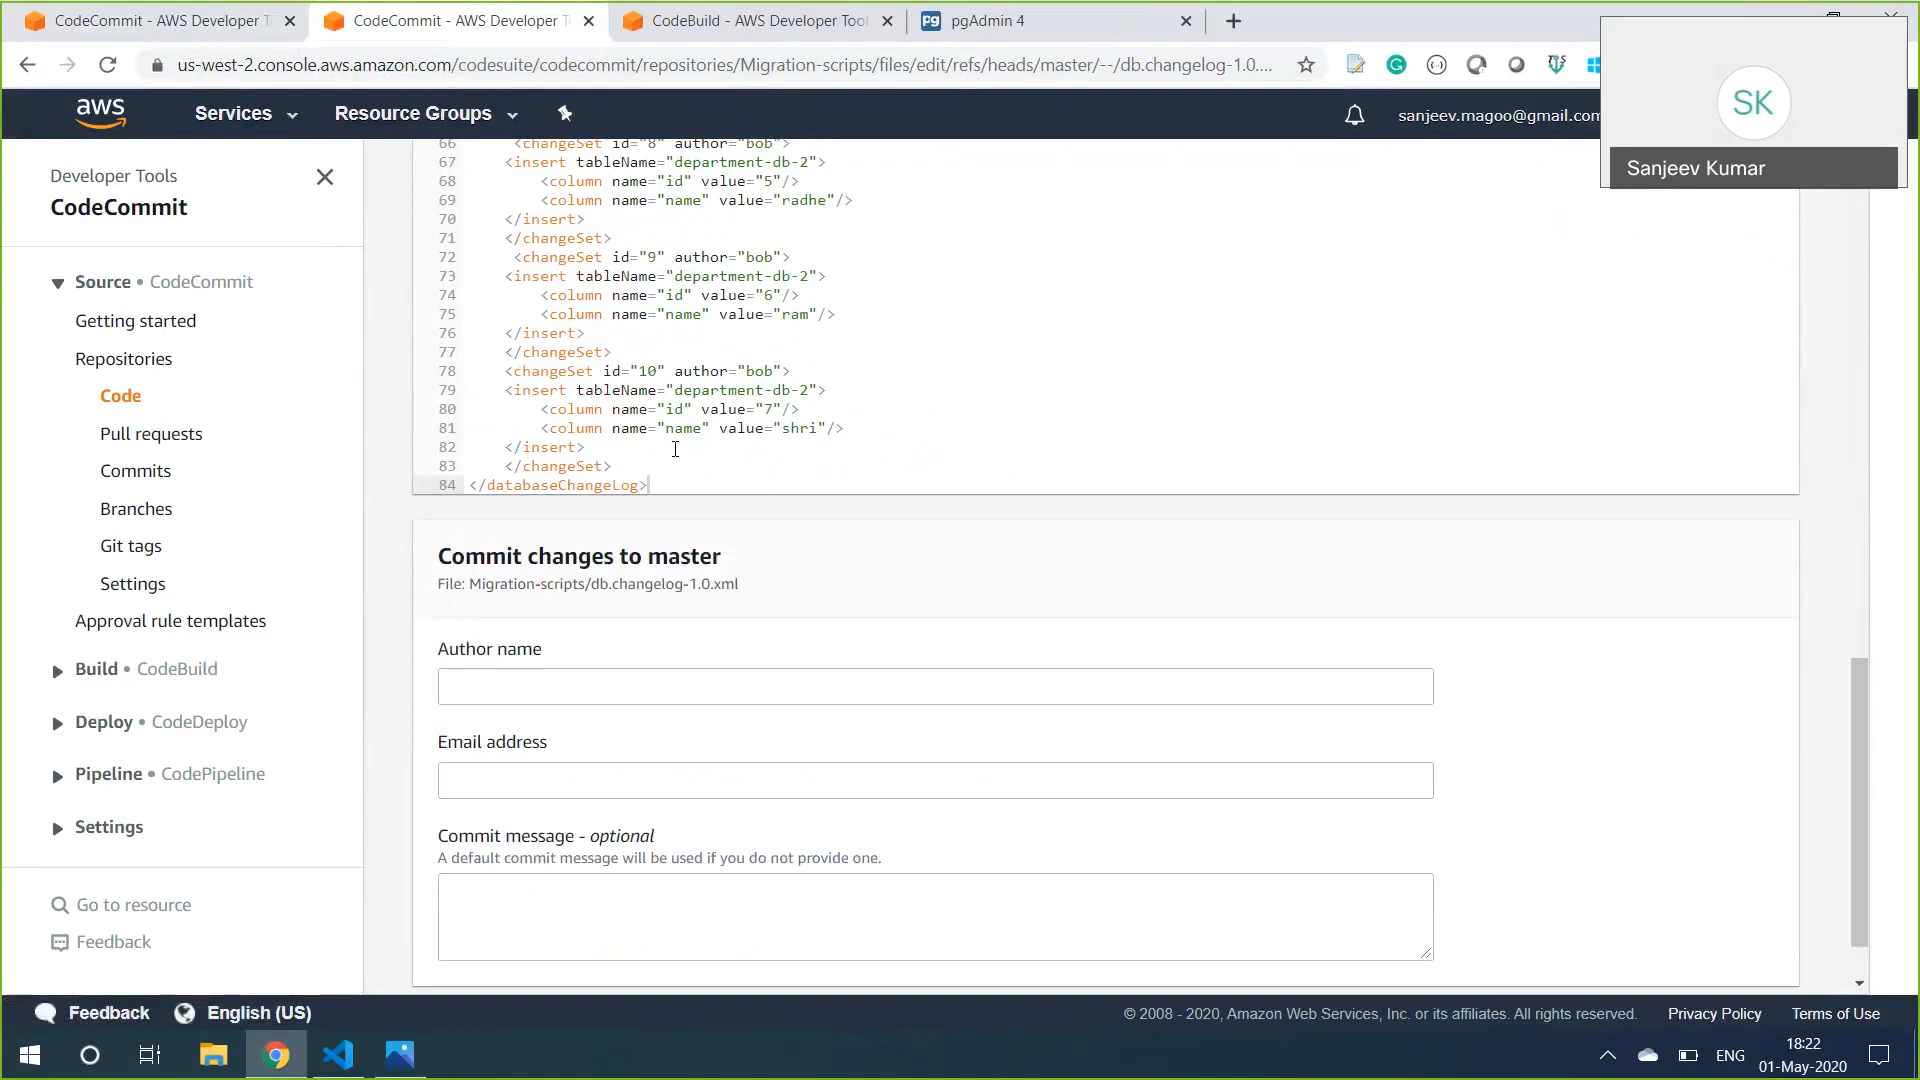 CodeCommit - AWS Developer T
CodeCommit - AWS Developer T
CodeBuild - AWS Developer Tool
pgAdmin 4
us-west-2.console.aws.amazon.com/codesuite/codecommit/repositories/Migration-scripts/files/edit/refs/heads/master/--/db.changelog-1.0....
aws
Services
Resource Groups
sanjeev.magoo@gmail.com
SK
Sanjeev Kumar
Developer Tools
CodeCommit
Source • CodeCommit
Getting started
Repositories
Code
Pull requests
Commits
Branches
Git tags
Settings
Approval rule templates
Build • CodeBuild
Deploy • CodeDeploy
Pipeline • CodePipeline
Settings
Go to resource
Feedback
66 <changeSet id="8" author="bob">
67 <insert tableName="department-db-2">
68 <column name="id" value="5"/>
69 <column name="name" value="radhe"/>
70 </insert>
71 </changeSet>
72 <changeSet id="9" author="bob">
73 <insert tableName="department-db-2">
74 <column name="id" value="6"/>
75 <column name="name" value="ram"/>
76 </insert>
77 </changeSet>
78 <changeSet id="10" author="bob">
79 <insert tableName="department-db-2">
80 <column name="id" value="7"/>
81 <column name="name" value="shri"/>
82 </insert>
83 </changeSet>
84 </databaseChangeLog>
Commit changes to master
File: Migration-scripts/db.changelog-1.0.xml
Author name
Email address
Commit message - optional
A default commit message will be used if you do not provide one.
Feedback
English (US)
© 2008 - 2020, Amazon Web Services, Inc. or its affiliates. All rights reserved.
Privacy Policy
Terms of Use
ENG
18:22
01-May-2020